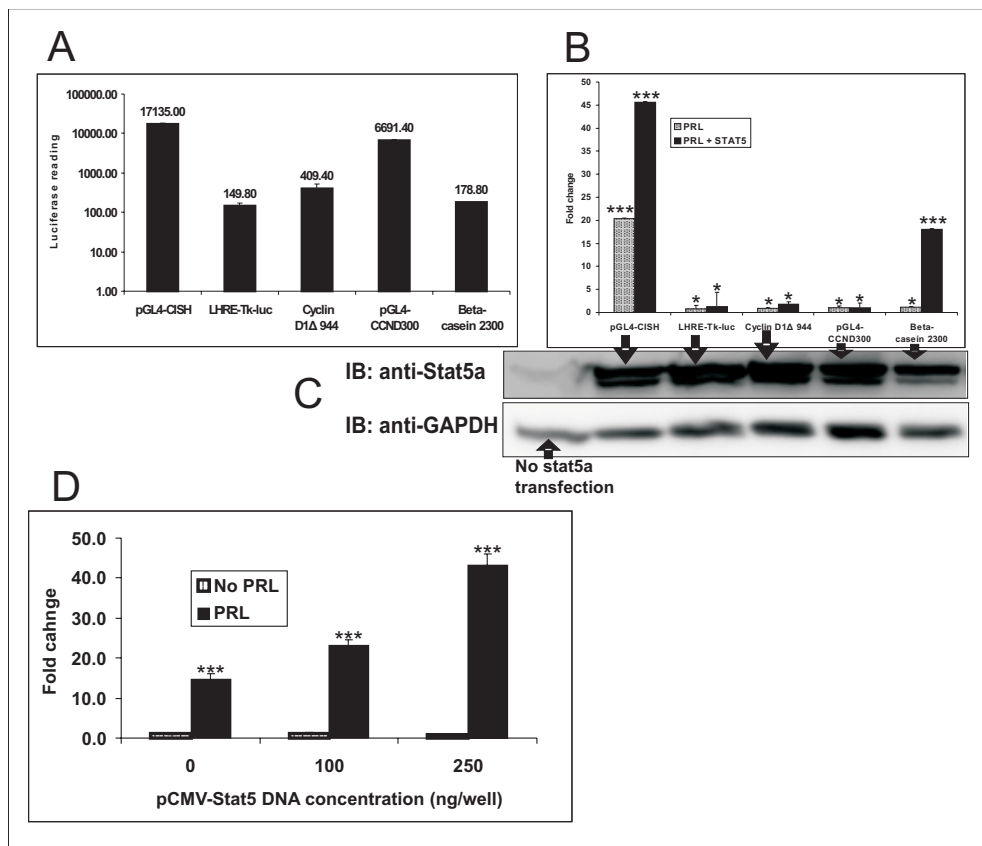 A
100000.00
10000.00
1000.00
100.00
10.00
1.00
Luciferase reading
17135.00
149.80
409.40
6691.40
178.80
pGL4-CISH
LHRE-Tk-luc
Cyclin D1Δ 944
pGL4-CCND300
Beta-casein 2300
B
50
45
40
35
30
25
20
15
10
5
0
Fold change
PRL
PRL + STAT5
***
***
*
*
*
*
*
*
*
***
pGL4-CISH
LHRE-Tk-luc
Cyclin D1Δ 944
pGL4-CCND300
Beta-casein 2300
C
IB: anti-Stat5a
IB: anti-GAPDH
No stat5a
transfection
D
50.0
40.0
30.0
20.0
10.0
0.0
Fold cahnge
No PRL
PRL
***
***
***
0
100
250
pCMV-Stat5 DNA concentration (ng/well)